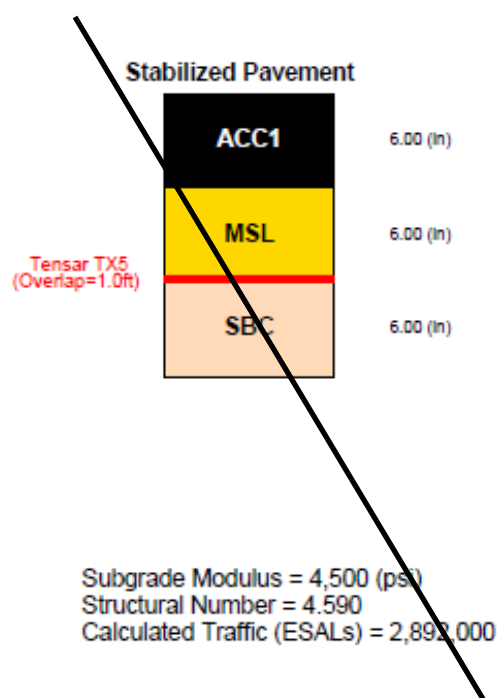 Stabilized Pavement
ACC1
6.00 (in)
MSL
6.00 (in)
Tensar TX5
(Overlap=1.0ft)
SBC
6.00 (in)
Subgrade Modulus = 4,500 (psi)
Structural Number = 4.590
Calculated Traffic (ESALs) = 2,892,000